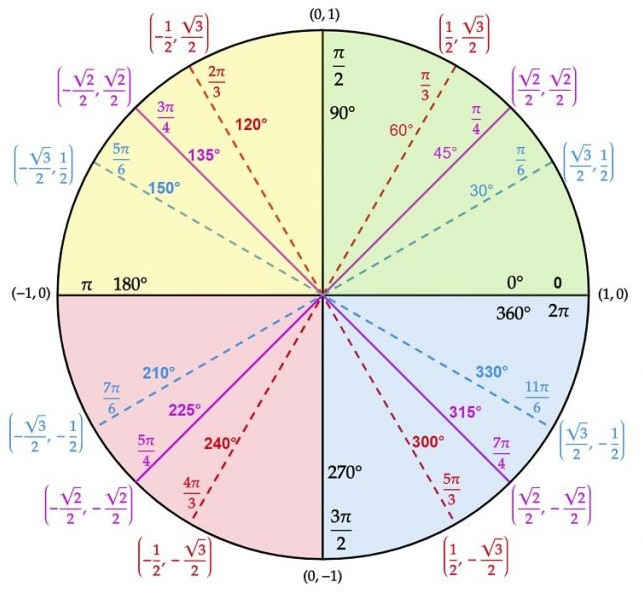 (0, 1)
(-1/2, √3/2)
(1/2, √3/2)
(-√2/2, √2/2)
(√2/2, √2/2)
(-√3/2, 1/2)
(√3/2, 1/2)
2π/3
π/2
π/3
3π/4
π/4
5π/6
π/6
90°
120°
60°
135°
45°
150°
30°
(−1, 0)
π 180°
0° 0
(1, 0)
360° 2π
210°
330°
7π/6
11π/6
225°
315°
(-√3/2, -1/2)
(√3/2, -1/2)
5π/4
240°
300°
7π/4
270°
4π/3
5π/3
(-√2/2, -√2/2)
(√2/2, -√2/2)
3π/2
(-1/2, -√3/2)
(1/2, -√3/2)
(0, −1)